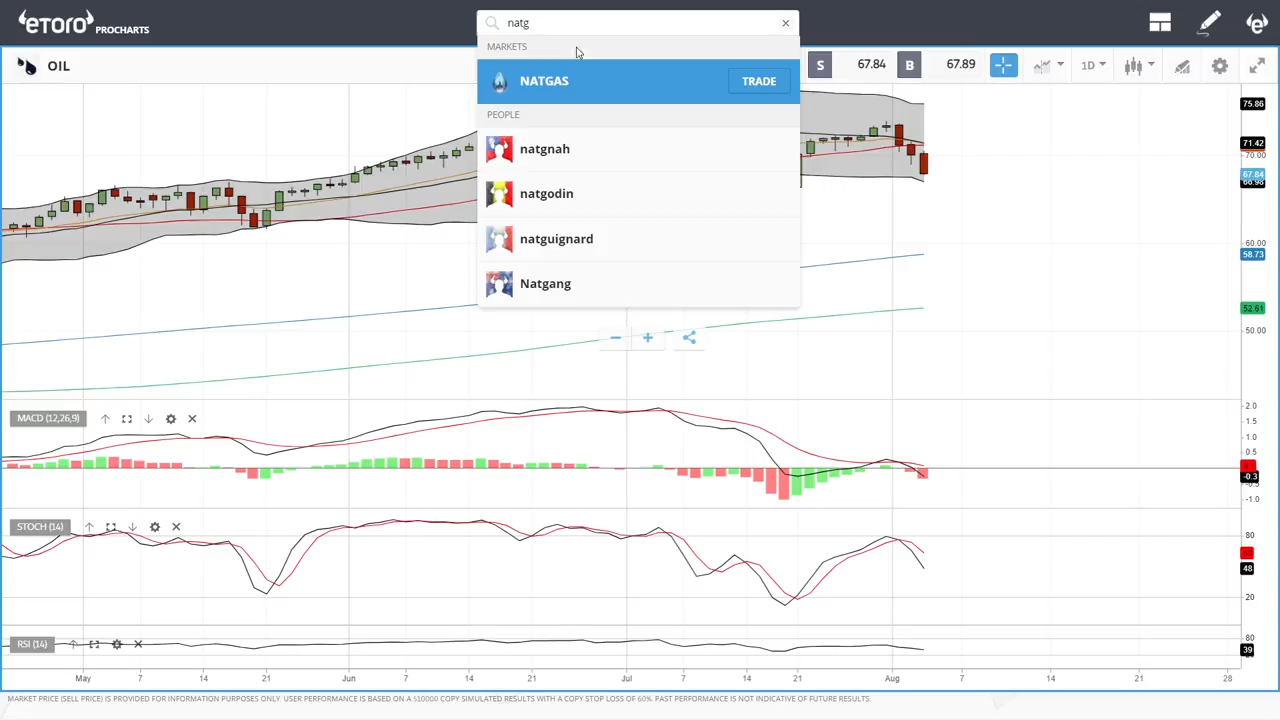 etoro PROCHARTS
natg
MARKETS
NATGAS TRADE
PEOPLE
natgnah
natgodin
natguignard
Natgang
OIL
S 67.84 B 67.89 1D
75.86
71.42
70.00
67.84
60.00
58.73
52.61
50.00
MACD (12,26,9)
2.0
1.5
1.0
0.5
-0.3
-1.0
STOCH (14)
80
48
20
RSI (14)
80
39
May 7 14 21 Jun 7 14 21 Jul 7 14 21 Aug 7 14 21 28
MARKET PRICE (SELL PRICE) IS PROVIDED FOR INFORMATION PURPOSES ONLY. USER PERFORMANCE IS BASED ON A $10000 COPY SIMULATED RESULTS WITH A COPY STOP LOSS OF 60%. PAST PERFORMANCE IS NOT INDICATIVE OF FUTURE RESULTS.